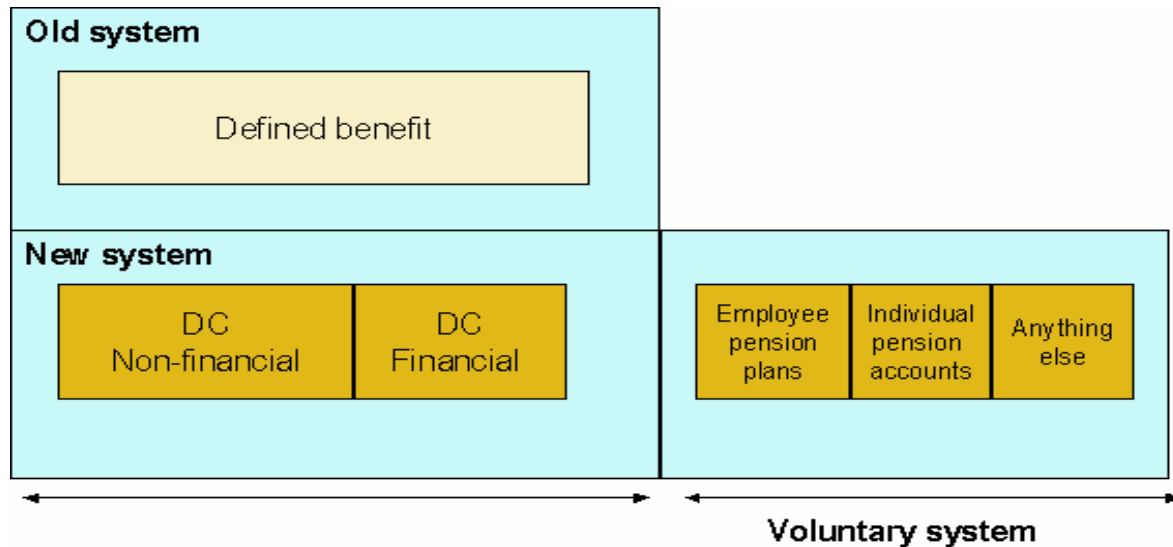 Old system
Defined benefit
New system
DC
Non-financial
DC
Financial
Employee
pension
plans
Individual
pension
accounts
Anything
else
Voluntary system